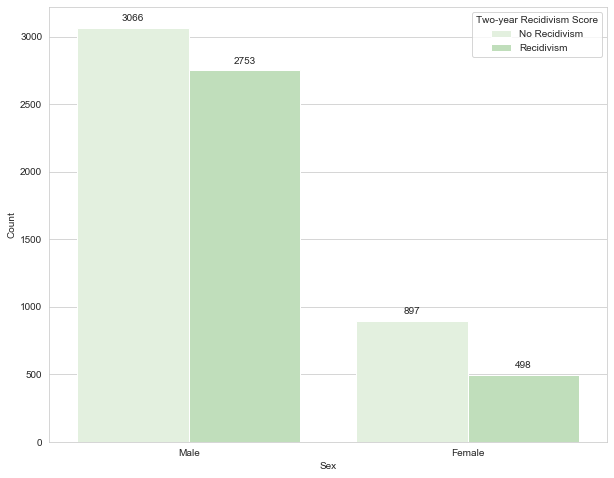 3066
2753
897
498
Two-year Recidivism Score
No Recidivism
Recidivism
3000
2500
2000
1500
1000
500
0
Count
Male
Female
Sex